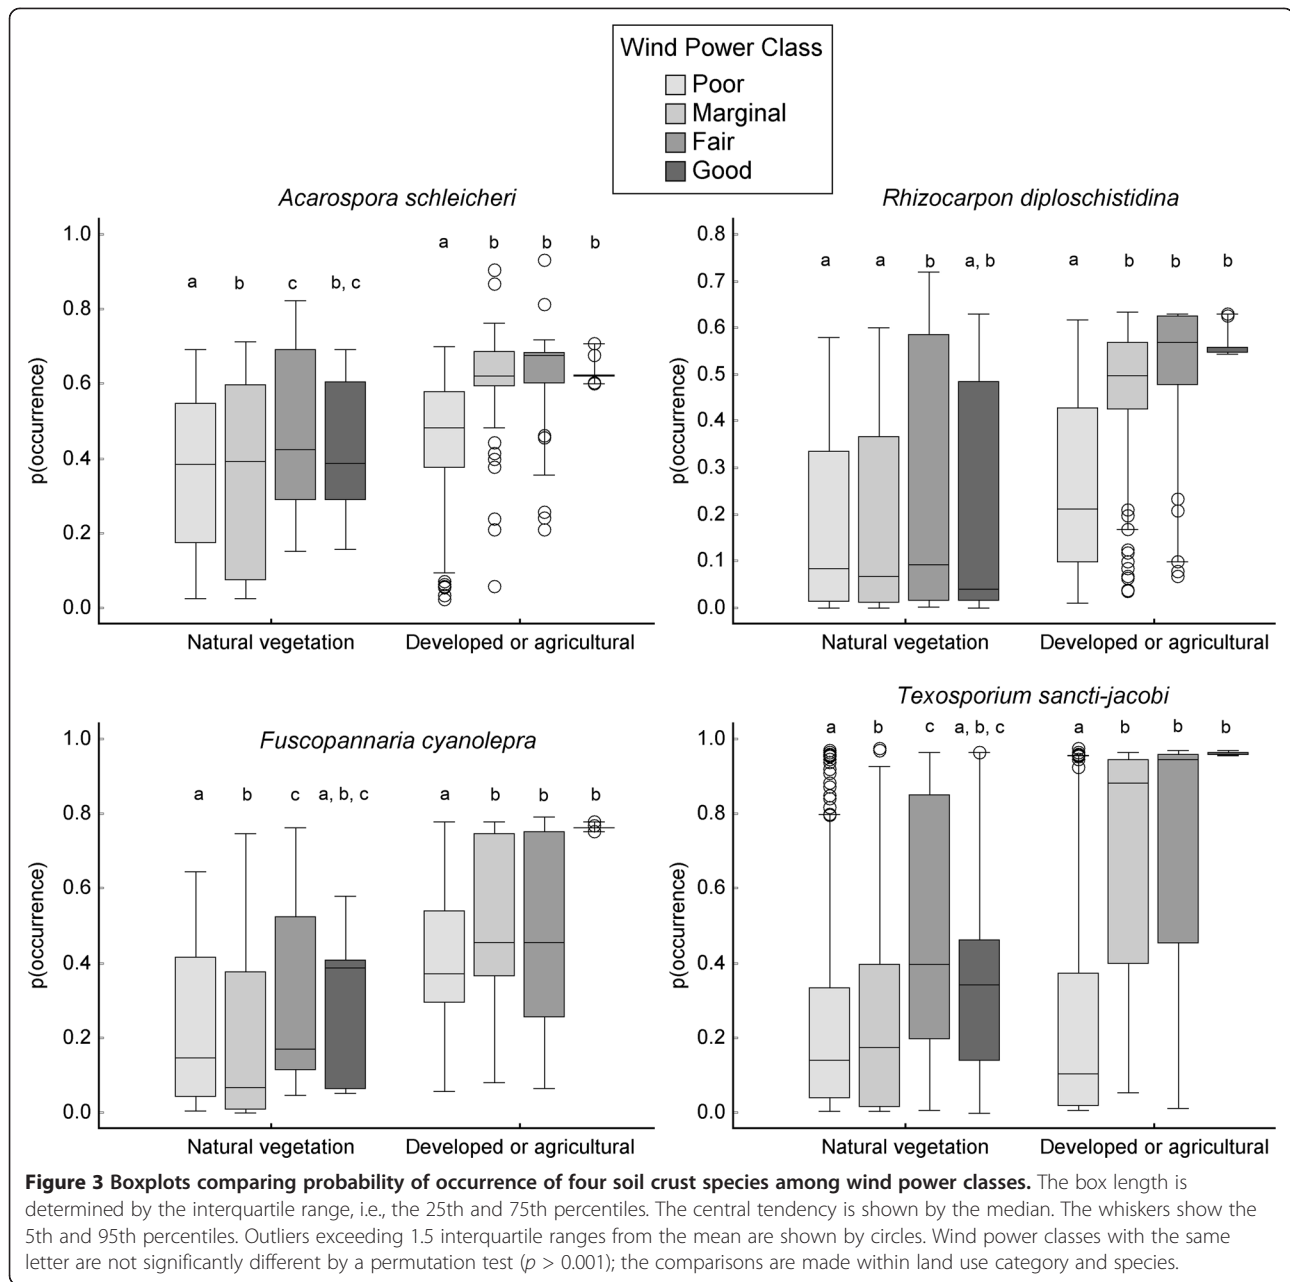 Wind Power Class
Poor
Marginal
Fair
Good
Acarospora schleicheri
p(occurrence)
1.0
0.8
0.6
0.4
0.2
0.0
a b c b, c a b b b
Natural vegetation Developed or agricultural
Rhizocarpon diploschistidina
p(occurrence)
0.8
0.7
0.6
0.5
0.4
0.3
0.2
0.1
0.0
a a b a, b a b b b
Natural vegetation Developed or agricultural
Fuscopannaria cyanolepra
p(occurrence)
1.0
0.8
0.6
0.4
0.2
0.0
a b c a, b, c a b b b
Natural vegetation Developed or agricultural
Texosporium sancti-jacobi
p(occurrence)
1.0
0.8
0.6
0.4
0.2
0.0
a b c a, b, c a b b b
Natural vegetation Developed or agricultural
Figure 3 Boxplots comparing probability of occurrence of four soil crust species among wind power classes. The box length is
determined by the interquartile range, i.e., the 25th and 75th percentiles. The central tendency is shown by the median. The whiskers show the
5th and 95th percentiles. Outliers exceeding 1.5 interquartile ranges from the mean are shown by circles. Wind power classes with the same
letter are not significantly different by a permutation test (p > 0.001); the comparisons are made within land use category and species.